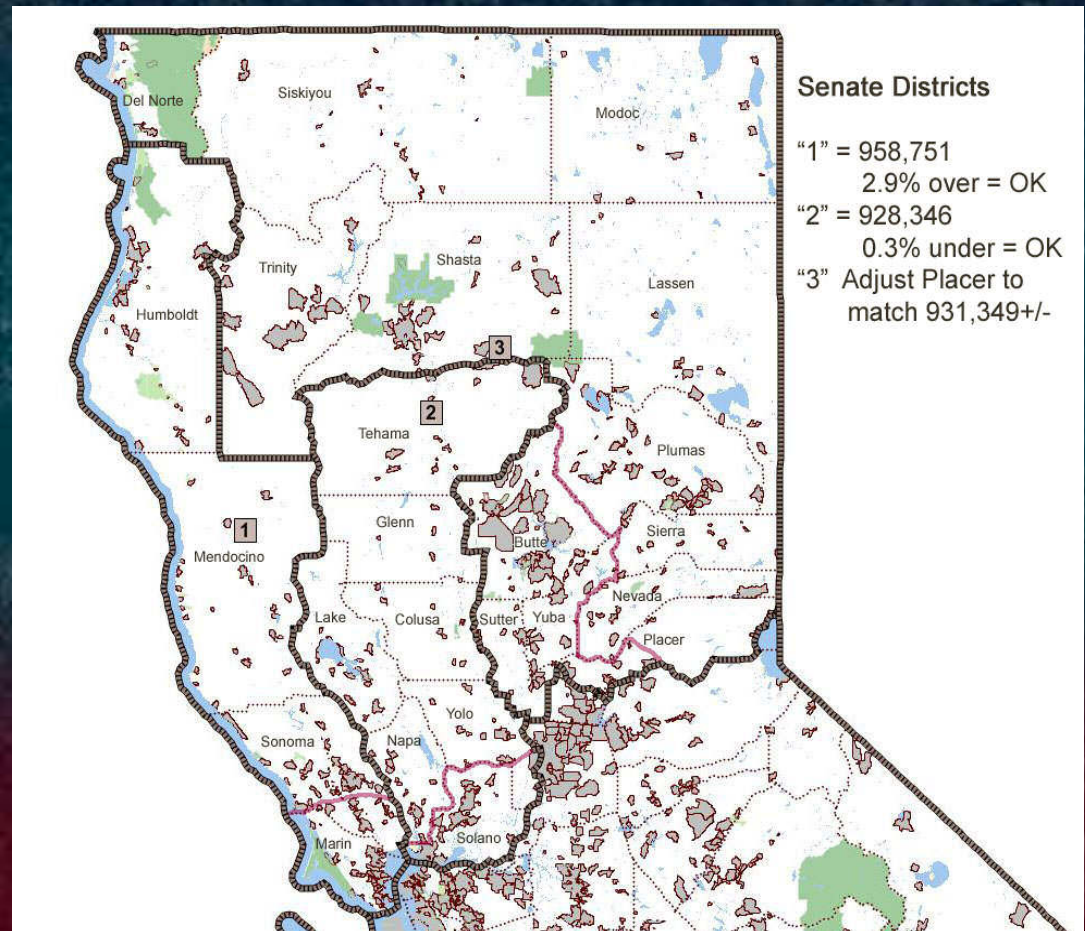 Del Norte
Siskiyou
Modoc
Senate Districts
“1” = 958,751
2.9% over = OK
“2” = 928,346
0.3% under = OK
“3” Adjust Placer to
match 931,349+/-
Humboldt
Trinity
Shasta
Lassen
3
2
Tehama
Plumas
1
Mendocino
Glenn
Butte
Sierra
Lake
Colusa
Sutter
Yuba
Nevada
Placer
Sonoma
Napa
Yolo
Marin
Solano